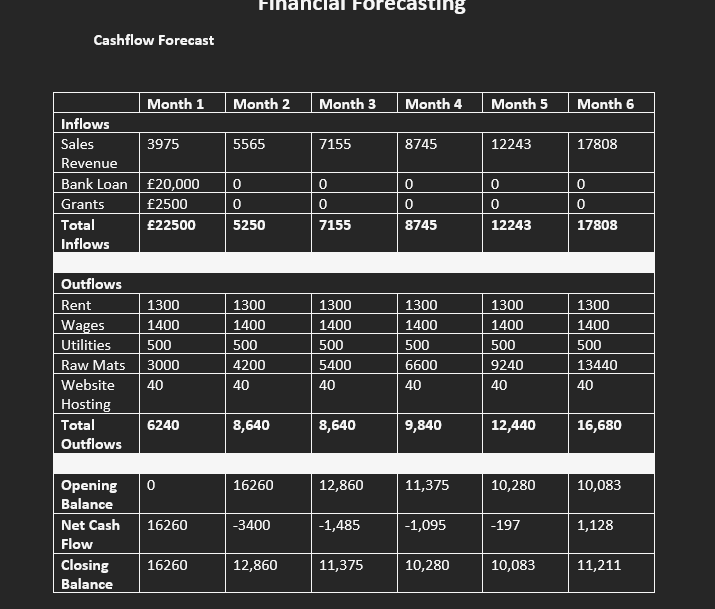 Financial Forecasting
Cashflow Forecast
Month 1 Month 2 Month 3 Month 4 Month 5 Month 6
Inflows
Sales Revenue 3975 5565 7155 8745 12243 17808
Bank Loan £20,000 0 0 0 0 0
Grants £2500 0 0 0 0 0
Total Inflows £22500 5250 7155 8745 12243 17808
Outflows
Rent 1300 1300 1300 1300 1300 1300
Wages 1400 1400 1400 1400 1400 1400
Utilities 500 500 500 500 500 500
Raw Mats 3000 4200 5400 6600 9240 13440
Website Hosting 40 40 40 40 40 40
Total Outflows 6240 8,640 8,640 9,840 12,440 16,680
Opening Balance 0 16260 12,860 11,375 10,280 10,083
Net Cash Flow 16260 -3400 -1,485 -1,095 -197 1,128
Closing Balance 16260 12,860 11,375 10,280 10,083 11,211